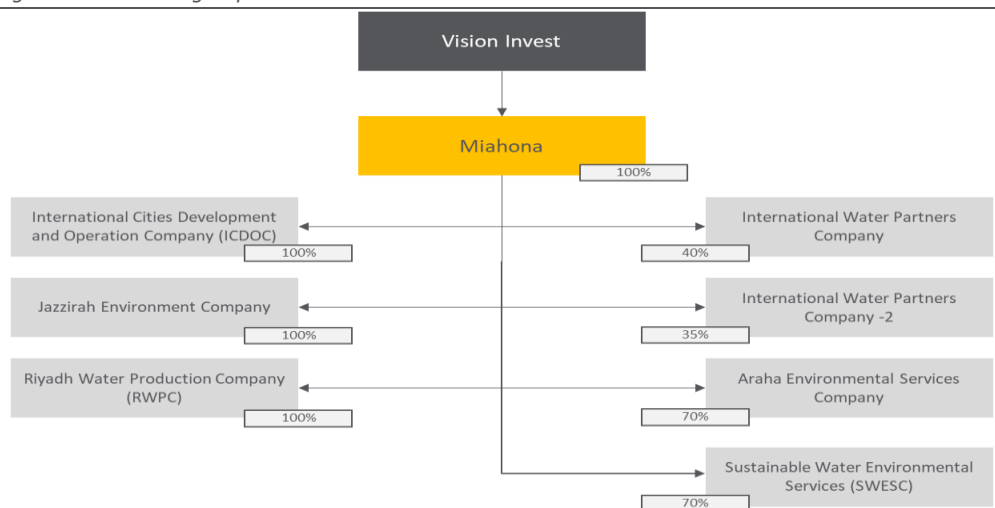 Vision Invest
Miahona
100%
International Cities Development
and Operation Company (ICDOC)
100%
International Water Partners
Company
40%
Jazzirah Environment Company
100%
International Water Partners
Company -2
35%
Riyadh Water Production Company
(RWPC)
100%
Araha Environmental Services
Company
70%
Sustainable Water Environmental
Services (SWESC)
70%